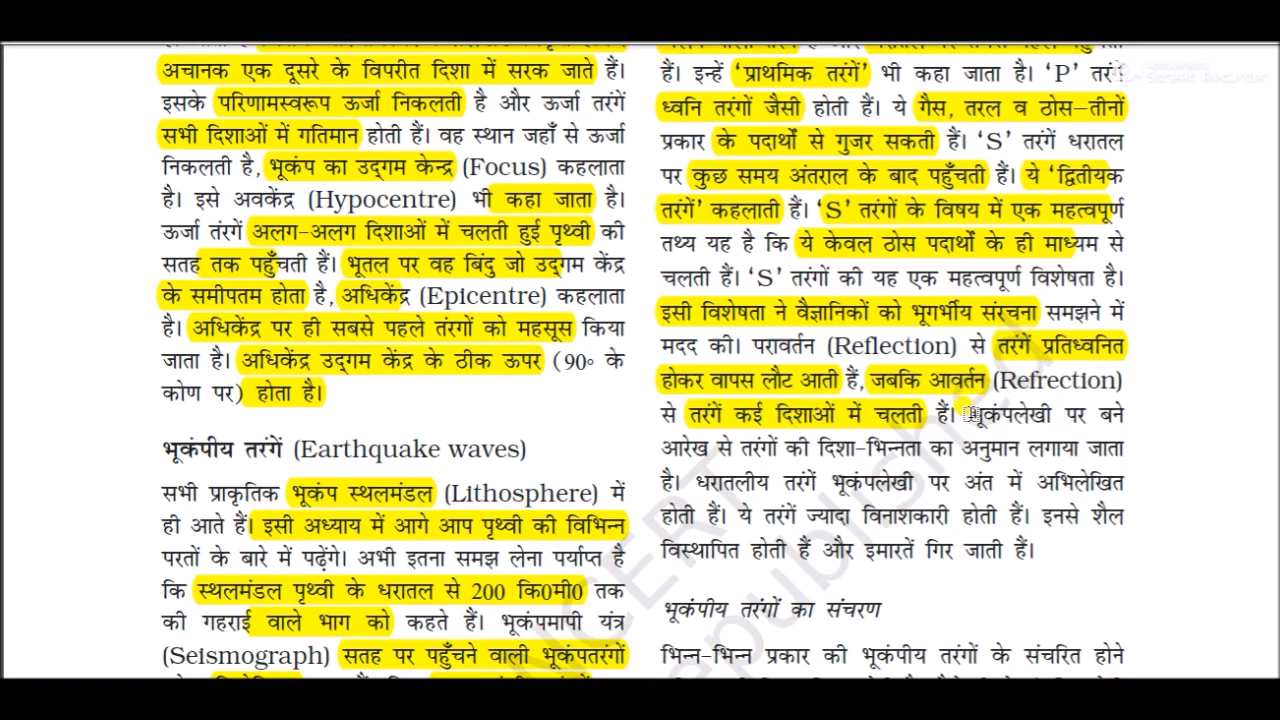 अचानक एक दूसरे के विपरीत दिशा में सरक जाते हैं।
इसके परिणामस्वरूप ऊर्जा निकलती है और ऊर्जा तरंगें
सभी दिशाओं में गतिमान होती हैं। वह स्थान जहाँ से ऊर्जा
निकलती है, भूकंप का उद्गम केन्द्र (Focus) कहलाता
है। इसे अवकेंद्र (Hypocentre) भी कहा जाता है।
ऊर्जा तंरगें अलग-अलग दिशाओं में चलती हुई पृथ्वी की
सतह तक पहुँचती हैं। भूतल पर वह बिंदु जो उद्गम केंद्र
के समीपतम होता है, अधिकेंद्र (Epicentre) कहलाता
है। अधिकेंद्र पर ही सबसे पहले तरंगों को महसूस किया
जाता है। अधिकेंद्र उद्गम केंद्र के ठीक ऊपर (90° के
कोण पर) होता है।
भूकंपीय तरंगें (Earthquake waves)
सभी प्राकृतिक भूकंप स्थलमंडल (Lithosphere) में
ही आते हैं। इसी अध्याय में आगे आप पृथ्वी की विभिन्न
परतों के बारे में पढ़ेंगे। अभी इतना समझ लेना पर्याप्त है
कि स्थलमंडल पृथ्वी के धरातल से 200 कि0मी0 तक
की गहराई वाले भाग को कहते हैं। भूकंपमापी यंत्र
(Seismograph) सतह पर पहुँचने वाली भूकंपतरंगों
हैं। इन्हें ‘प्राथमिक तरंगें’ भी कहा जाता है। ‘P’ तरंगें
ध्वनि तरंगों जैसी होती हैं। ये गैस, तरल व ठोस–तीनों
प्रकार के पदार्थों से गुजर सकती हैं। ‘S’ तरंगें धरातल
पर कुछ समय अंतराल के बाद पहुँचती हैं। ये ‘द्वितीयक
तरंगें’ कहलाती हैं। ‘S’ तरंगों के विषय में एक महत्वपूर्ण
तथ्य यह है कि ये केवल ठोस पदार्थों के ही माध्यम से
चलती हैं। ‘S’ तरंगों की यह एक महत्वपूर्ण विशेषता है।
इसी विशेषता ने वैज्ञानिकों को भूगर्भीय संरचना समझने में
मदद की। परावर्तन (Reflection) से तरंगें प्रतिध्वनित
होकर वापस लौट आती हैं, जबकि आवर्तन (Refrection)
से तरंगें कई दिशाओं में चलती हैं। भूकंपलेखी पर बने
आरेख से तरंगों की दिशा-भिन्नता का अनुमान लगाया जाता
है। धरातलीय तरंगें भूकंपलेखी पर अंत में अभिलेखित
होती हैं। ये तरंगें ज्यादा विनाशकारी होती हैं। इनसे शैल
विस्थापित होती हैं और इमारतें गिर जाती हैं।
भूकंपीय तरंगों का संचरण
भिन्न-भिन्न प्रकार की भूकंपीय तरंगों के संचरित होने